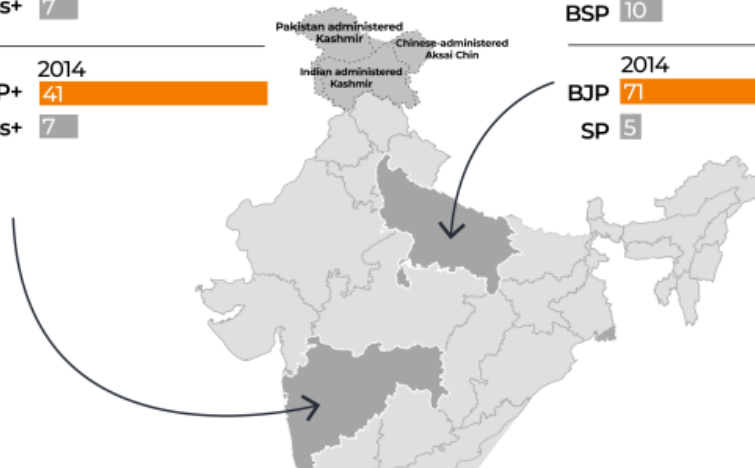 s+ 7
2014
P+ 41
s+ 7
Pakistan administered
Kashmir
Chinese-administered
Aksai Chin
Indian administered
Kashmir
BSP 10
2014
BJP 71
SP 5